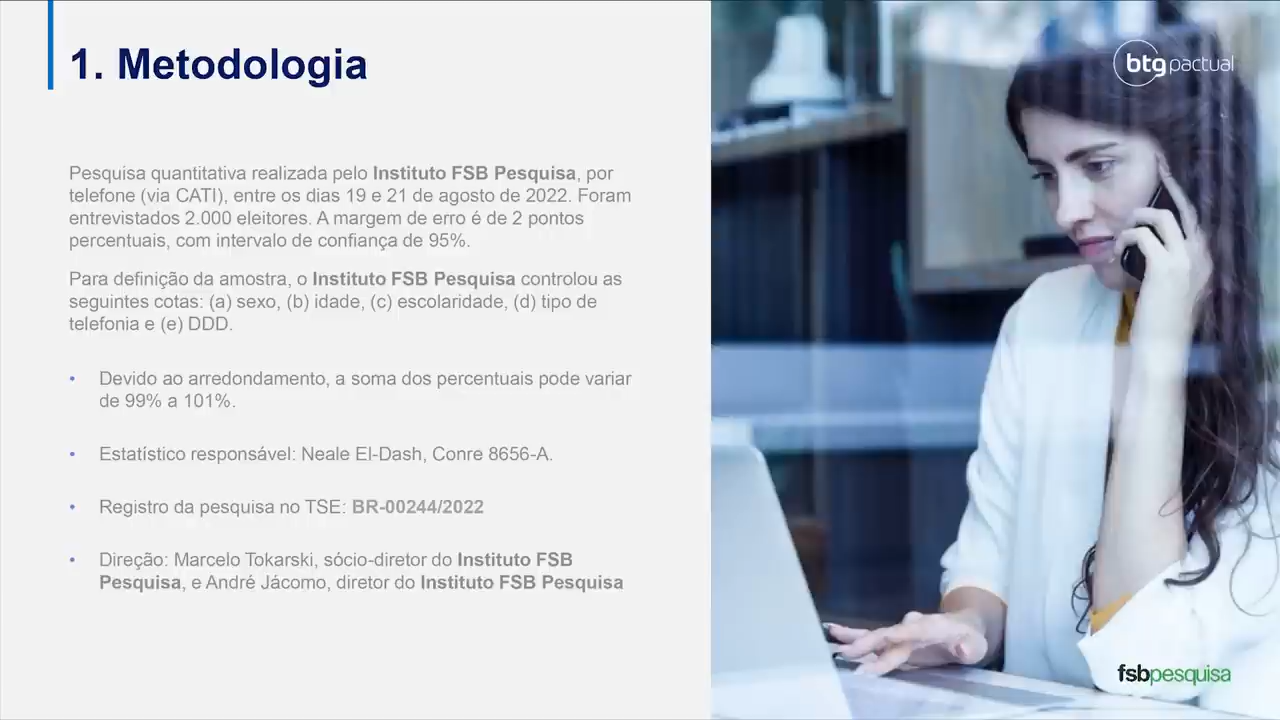 1. Metodologia
btg pactual
Pesquisa quantitativa realizada pelo Instituto FSB Pesquisa, por
telefone (via CATI), entre os dias 19 e 21 de agosto de 2022. Foram
entrevistados 2.000 eleitores. A margem de erro é de 2 pontos
percentuais, com intervalo de confiança de 95%.
Para definição da amostra, o Instituto FSB Pesquisa controlou as
seguintes cotas: (a) sexo, (b) idade, (c) escolaridade, (d) tipo de
telefonia e (e) DDD.
• Devido ao arredondamento, a soma dos percentuais pode variar
de 99% a 101%.
• Estatístico responsável: Neale El-Dash, Conre 8656-A.
• Registro da pesquisa no TSE: BR-00244/2022
• Direção: Marcelo Tokarski, sócio-diretor do Instituto FSB
Pesquisa, e André Jácomo, diretor do Instituto FSB Pesquisa
fsbpesquisa